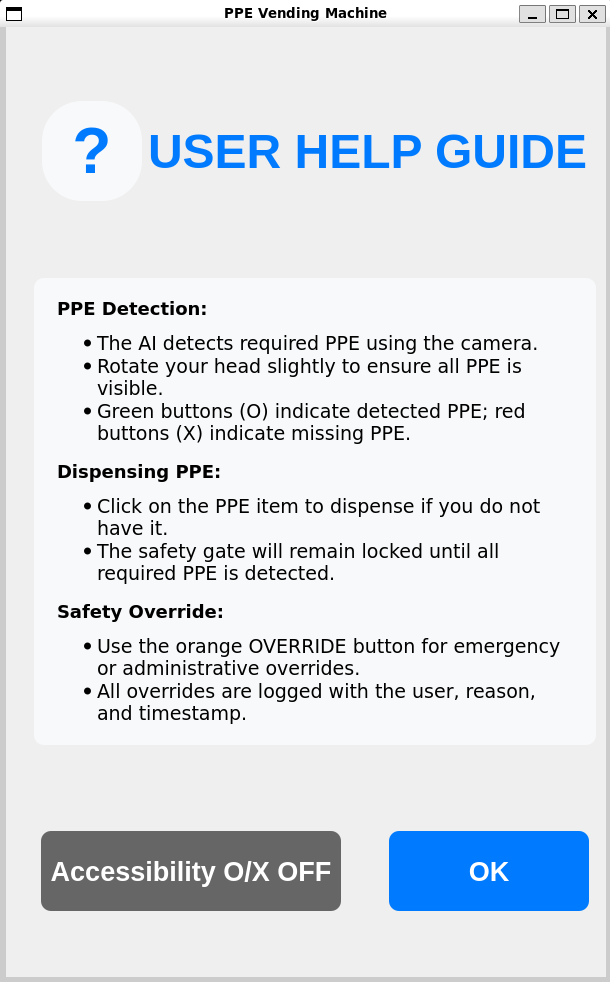 PPE Vending Machine
? USER HELP GUIDE
PPE Detection:
• The AI detects required PPE using the camera.
• Rotate your head slightly to ensure all PPE is
visible.
• Green buttons (O) indicate detected PPE; red
buttons (X) indicate missing PPE.
Dispensing PPE:
• Click on the PPE item to dispense if you do not
have it.
• The safety gate will remain locked until all
required PPE is detected.
Safety Override:
• Use the orange OVERRIDE button for emergency
or administrative overrides.
• All overrides are logged with the user, reason,
and timestamp.
Accessibility O/X OFF
OK